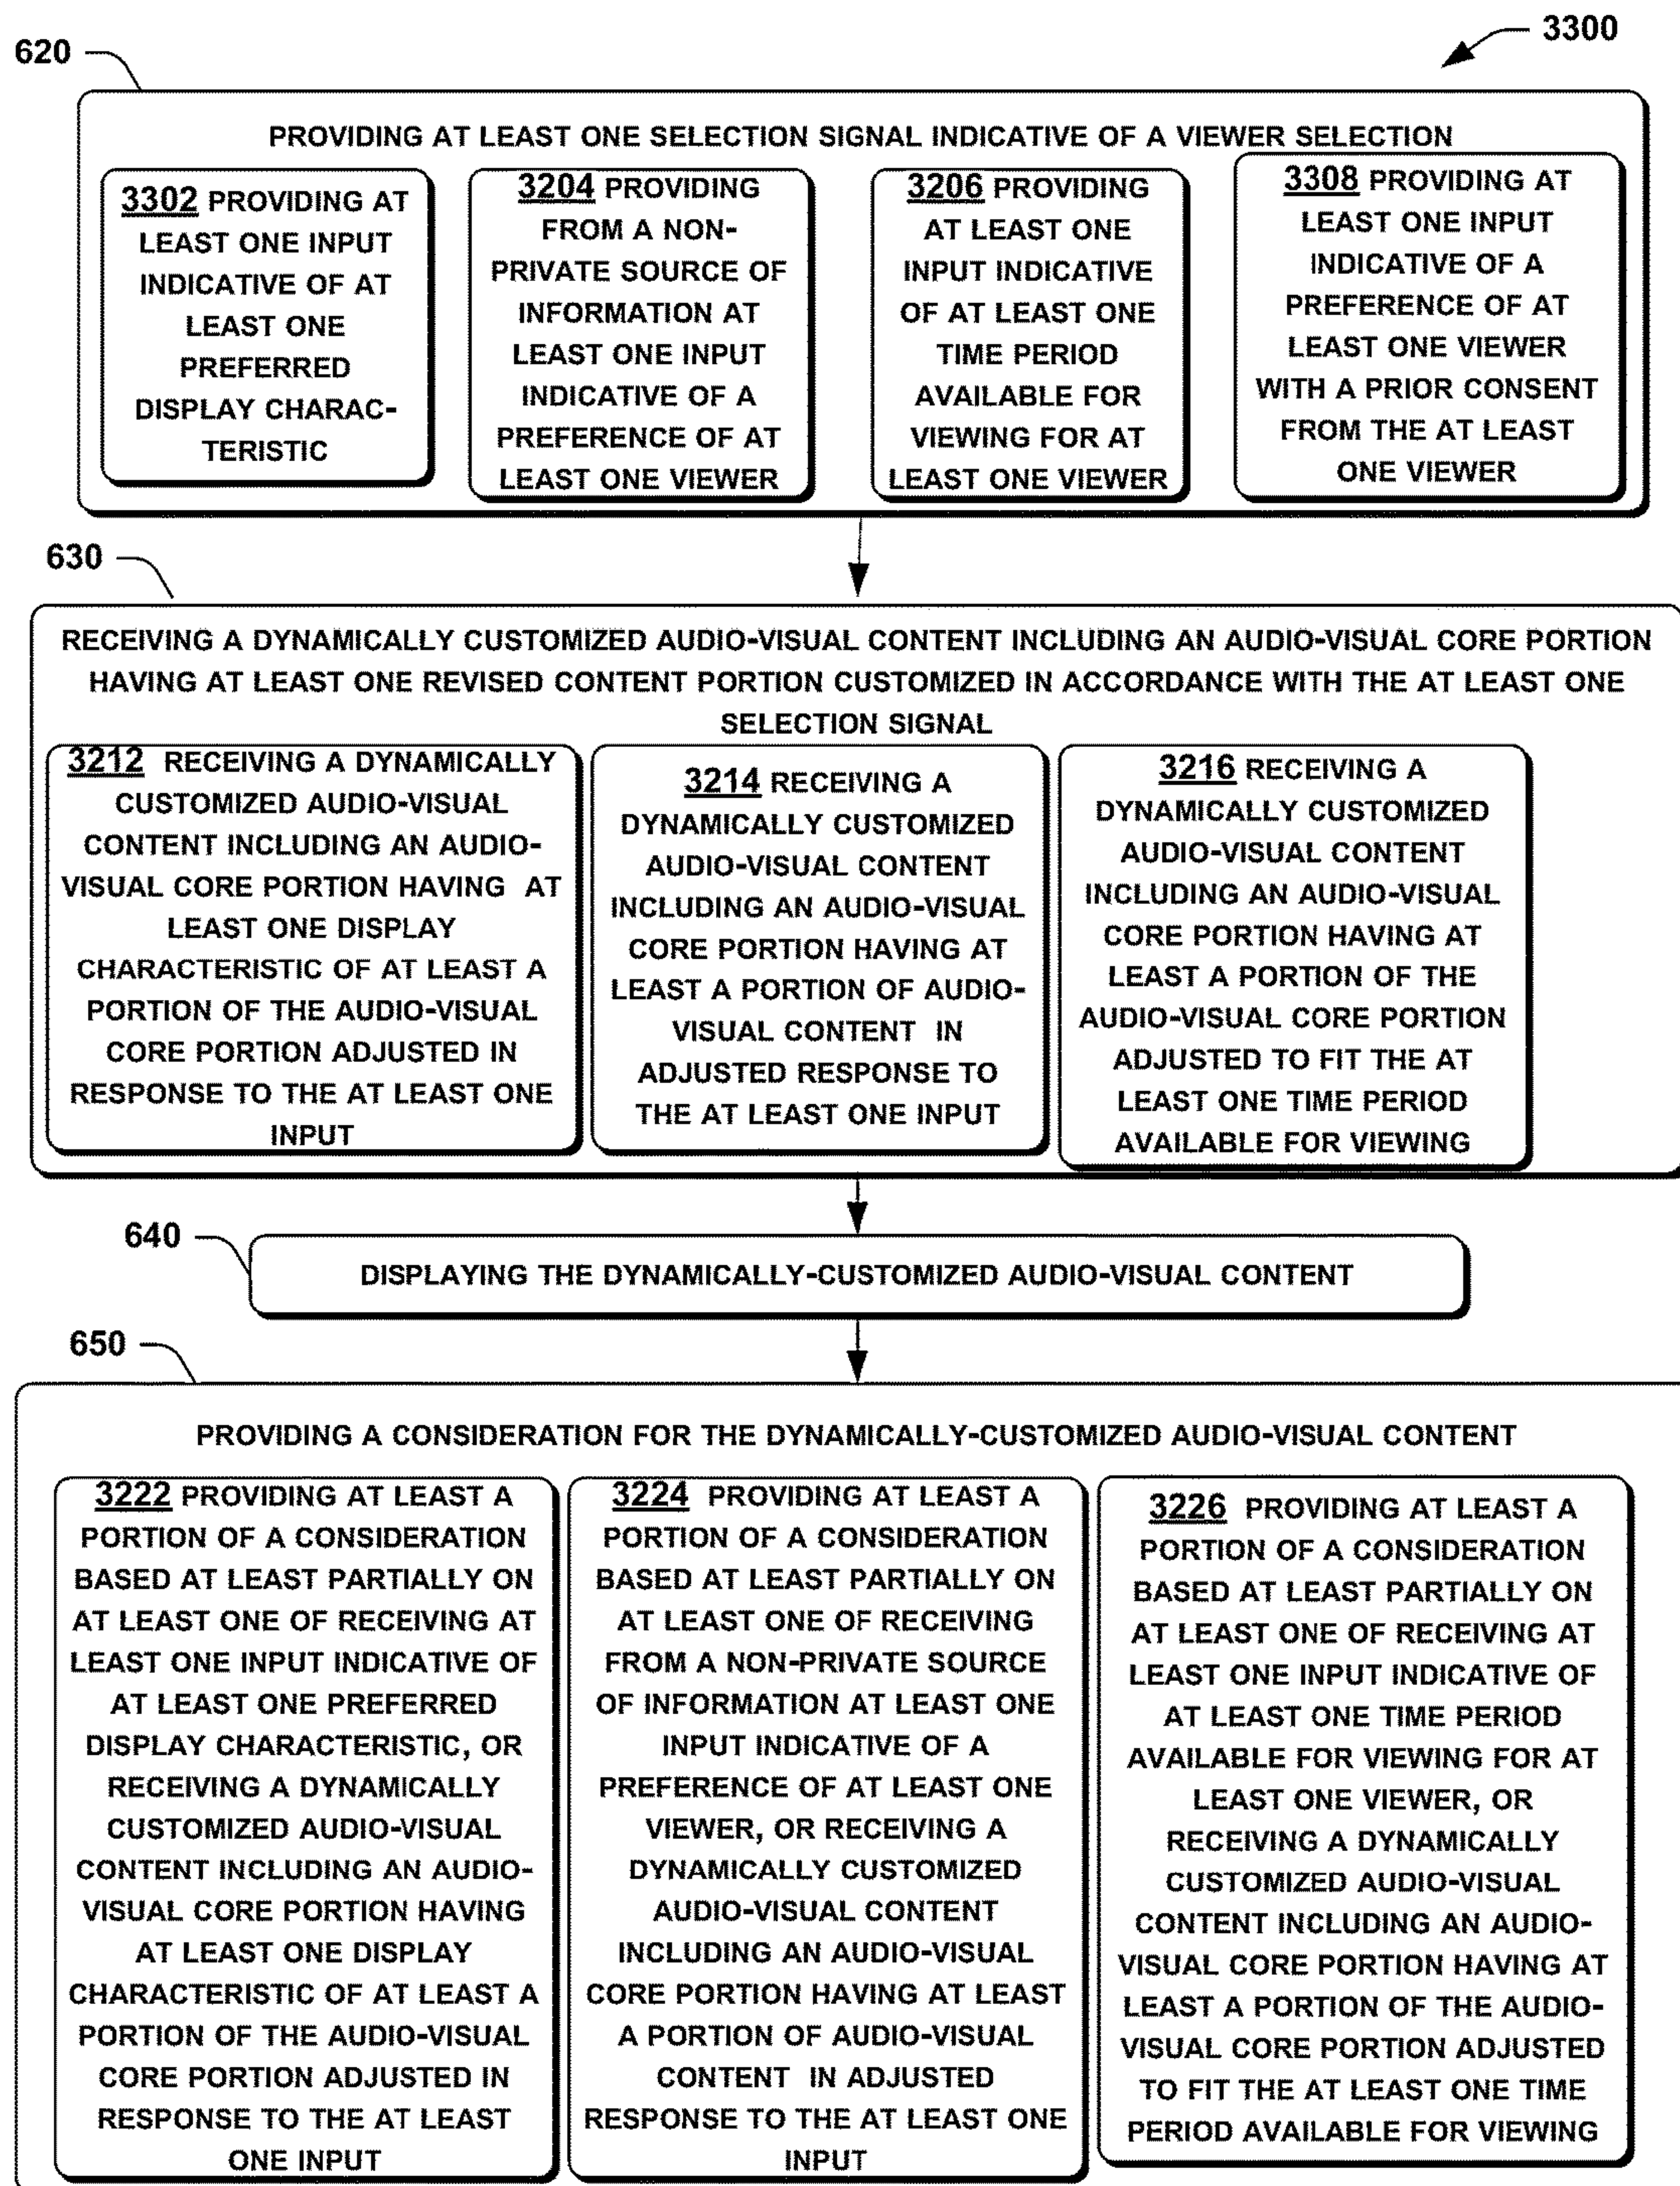 3300
620
PROVIDING AT LEAST ONE SELECTION SIGNAL INDICATIVE OF A VIEWER SELECTION
3302 PROVIDING AT
LEAST ONE INPUT
INDICATIVE OF AT
LEAST ONE
PREFERRED
DISPLAY CHARAC-
TERISTIC
3204 PROVIDING
FROM A NON-
PRIVATE SOURCE OF
INFORMATION AT
LEAST ONE INPUT
INDICATIVE OF A
PREFERENCE OF AT
LEAST ONE VIEWER
3206 PROVIDING
AT LEAST ONE
INPUT INDICATIVE
OF AT LEAST ONE
TIME PERIOD
AVAILABLE FOR
VIEWING FOR AT
LEAST ONE VIEWER
3308 PROVIDING AT
LEAST ONE INPUT
INDICATIVE OF A
PREFERENCE OF AT
LEAST ONE VIEWER
WITH A PRIOR CONSENT
FROM THE AT LEAST
ONE VIEWER
630
RECEIVING A DYNAMICALLY CUSTOMIZED AUDIO-VISUAL CONTENT INCLUDING AN AUDIO-VISUAL CORE PORTION
HAVING AT LEAST ONE REVISED CONTENT PORTION CUSTOMIZED IN ACCORDANCE WITH THE AT LEAST ONE
SELECTION SIGNAL
3212 RECEIVING A DYNAMICALLY
CUSTOMIZED AUDIO-VISUAL
CONTENT INCLUDING AN AUDIO-
VISUAL CORE PORTION HAVING AT
LEAST ONE DISPLAY
CHARACTERISTIC OF AT LEAST A
PORTION OF THE AUDIO-VISUAL
CORE PORTION ADJUSTED IN
RESPONSE TO THE AT LEAST ONE
INPUT
3214 RECEIVING A
DYNAMICALLY CUSTOMIZED
AUDIO-VISUAL CONTENT
INCLUDING AN AUDIO-VISUAL
CORE PORTION HAVING AT
LEAST A PORTION OF AUDIO-
VISUAL CONTENT IN
ADJUSTED RESPONSE TO
THE AT LEAST ONE INPUT
3216 RECEIVING A
DYNAMICALLY CUSTOMIZED
AUDIO-VISUAL CONTENT
INCLUDING AN AUDIO-VISUAL
CORE PORTION HAVING AT
LEAST A PORTION OF THE
AUDIO-VISUAL CORE PORTION
ADJUSTED TO FIT THE AT
LEAST ONE TIME PERIOD
AVAILABLE FOR VIEWING
640
DISPLAYING THE DYNAMICALLY-CUSTOMIZED AUDIO-VISUAL CONTENT
650
PROVIDING A CONSIDERATION FOR THE DYNAMICALLY-CUSTOMIZED AUDIO-VISUAL CONTENT
3222 PROVIDING AT LEAST A
PORTION OF A CONSIDERATION
BASED AT LEAST PARTIALLY ON
AT LEAST ONE OF RECEIVING AT
LEAST ONE INPUT INDICATIVE OF
AT LEAST ONE PREFERRED
DISPLAY CHARACTERISTIC, OR
RECEIVING A DYNAMICALLY
CUSTOMIZED AUDIO-VISUAL
CONTENT INCLUDING AN AUDIO-
VISUAL CORE PORTION HAVING
AT LEAST ONE DISPLAY
CHARACTERISTIC OF AT LEAST A
PORTION OF THE AUDIO-VISUAL
CORE PORTION ADJUSTED IN
RESPONSE TO THE AT LEAST
ONE INPUT
3224 PROVIDING AT LEAST A
PORTION OF A CONSIDERATION
BASED AT LEAST PARTIALLY ON
AT LEAST ONE OF RECEIVING
FROM A NON-PRIVATE SOURCE
OF INFORMATION AT LEAST ONE
INPUT INDICATIVE OF A
PREFERENCE OF AT LEAST ONE
VIEWER, OR RECEIVING A
DYNAMICALLY CUSTOMIZED
AUDIO-VISUAL CONTENT
INCLUDING AN AUDIO-VISUAL
CORE PORTION HAVING AT LEAST
A PORTION OF AUDIO-VISUAL
CONTENT IN ADJUSTED
RESPONSE TO THE AT LEAST ONE
INPUT
3226 PROVIDING AT LEAST A
PORTION OF A CONSIDERATION
BASED AT LEAST PARTIALLY ON
AT LEAST ONE OF RECEIVING AT
LEAST ONE INPUT INDICATIVE OF
AT LEAST ONE TIME PERIOD
AVAILABLE FOR VIEWING FOR AT
LEAST ONE VIEWER, OR
RECEIVING A DYNAMICALLY
CUSTOMIZED AUDIO-VISUAL
CONTENT INCLUDING AN AUDIO-
VISUAL CORE PORTION HAVING AT
LEAST A PORTION OF THE AUDIO-
VISUAL CORE PORTION ADJUSTED
TO FIT THE AT LEAST ONE TIME
PERIOD AVAILABLE FOR VIEWING